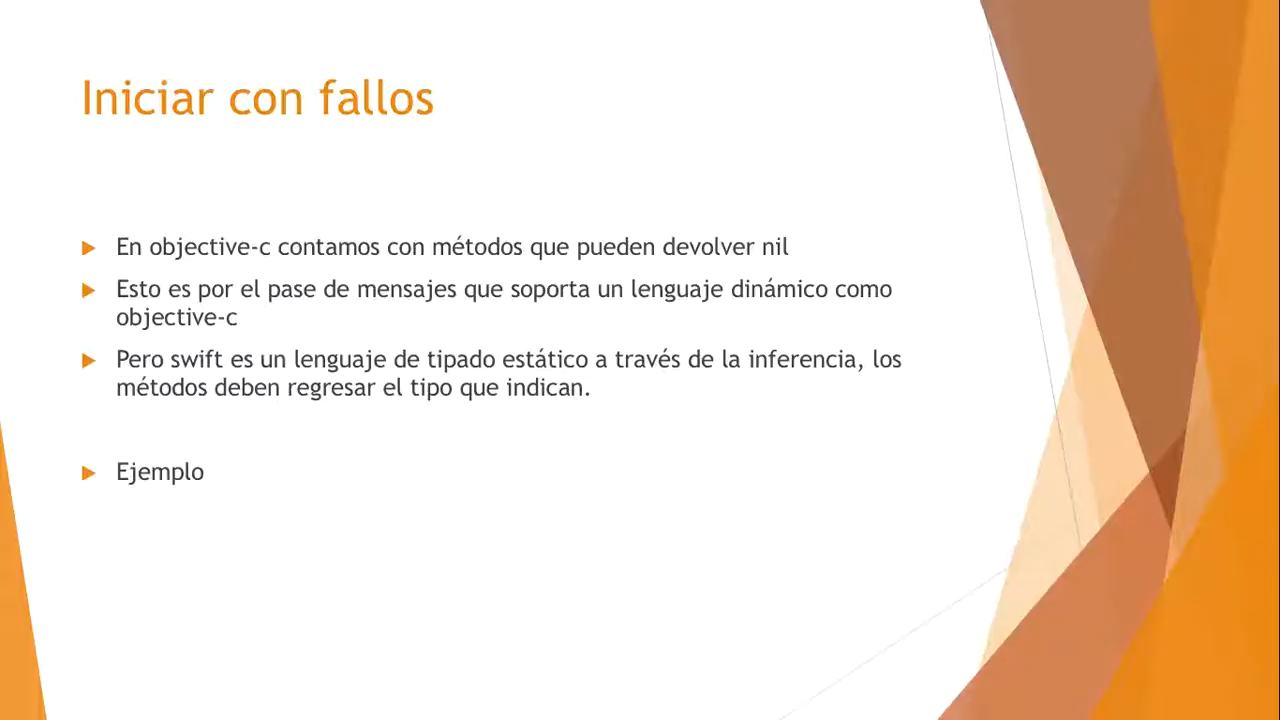 Iniciar con fallos
En objective-c contamos con métodos que pueden devolver nil
Esto es por el pase de mensajes que soporta un lenguaje dinámico como
objective-c
Pero swift es un lenguaje de tipado estático a través de la inferencia, los
métodos deben regresar el tipo que indican.
Ejemplo